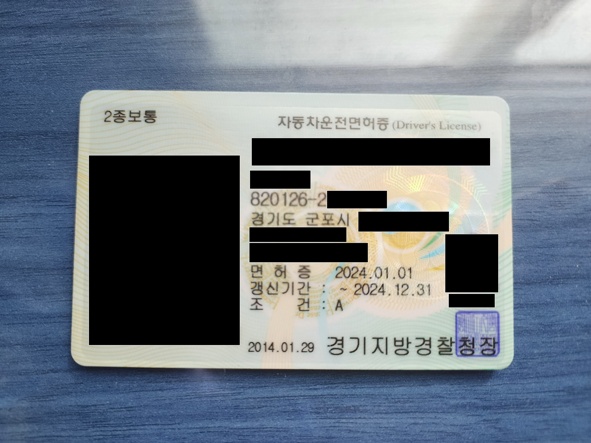 2종보통
자동차운전면허증 (Driver's License)
820126-2
경기도 군포시
면 허 증 2024.01.01
갱신기간 : ~ 2024.12.31
조 건 : A
2014.01.29 경기지방경찰청장